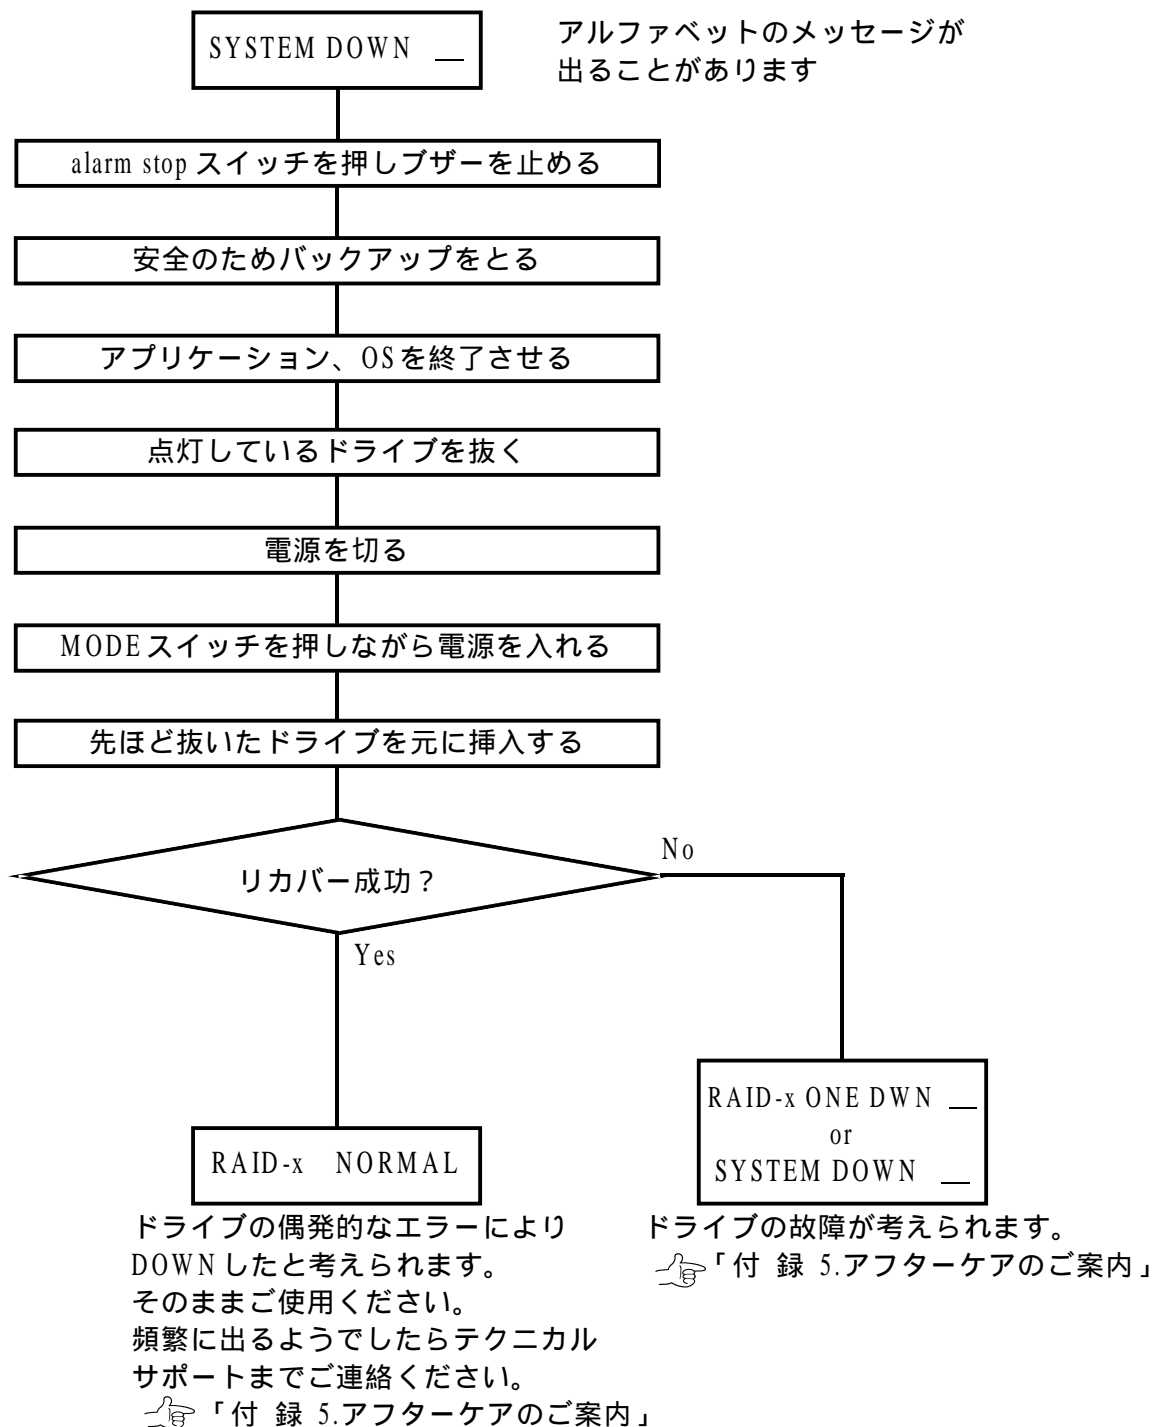 SYSTEM DOWN __
アルファベットのメッセージが
出ることがあります
alarm stop スイッチを押しブザーを止める
安全のためバックアップをとる
アプリケーション、OSを終了させる
点灯しているドライブを抜く
電源を切る
MODEスイッチを押しながら電源を入れる
先ほど抜いたドライブを元に挿入する
リカバー成功？
No
Yes
RAID-x ONE DWN __
or
SYSTEM DOWN __
RAID-x NORMAL
ドライブの偶発的なエラーにより
DOWNしたと考えられます。
そのままご使用ください。
頻繁に出るようでしたらテクニカル
サポートまでご連絡ください。
「付 録 5.アフターケアのご案内」
ドライブの故障が考えられます。
「付 録 5.アフターケアのご案内」